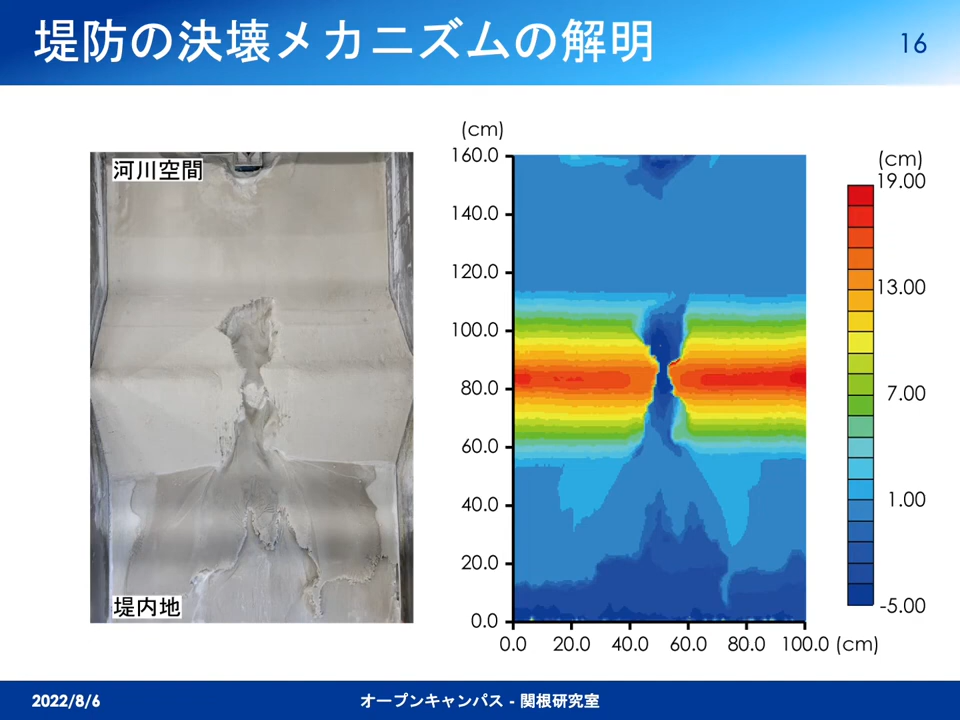 堤防の決壊メカニズムの解明
16
河川空間
堤内地
(cm)
160.0
140.0
120.0
100.0
80.0
60.0
40.0
20.0
0.0
0.0 20.0 40.0 60.0 80.0 100.0 (cm)
(cm)
19.00
13.00
7.00
1.00
-5.00
2022/8/6
オープンキャンパス - 関根研究室